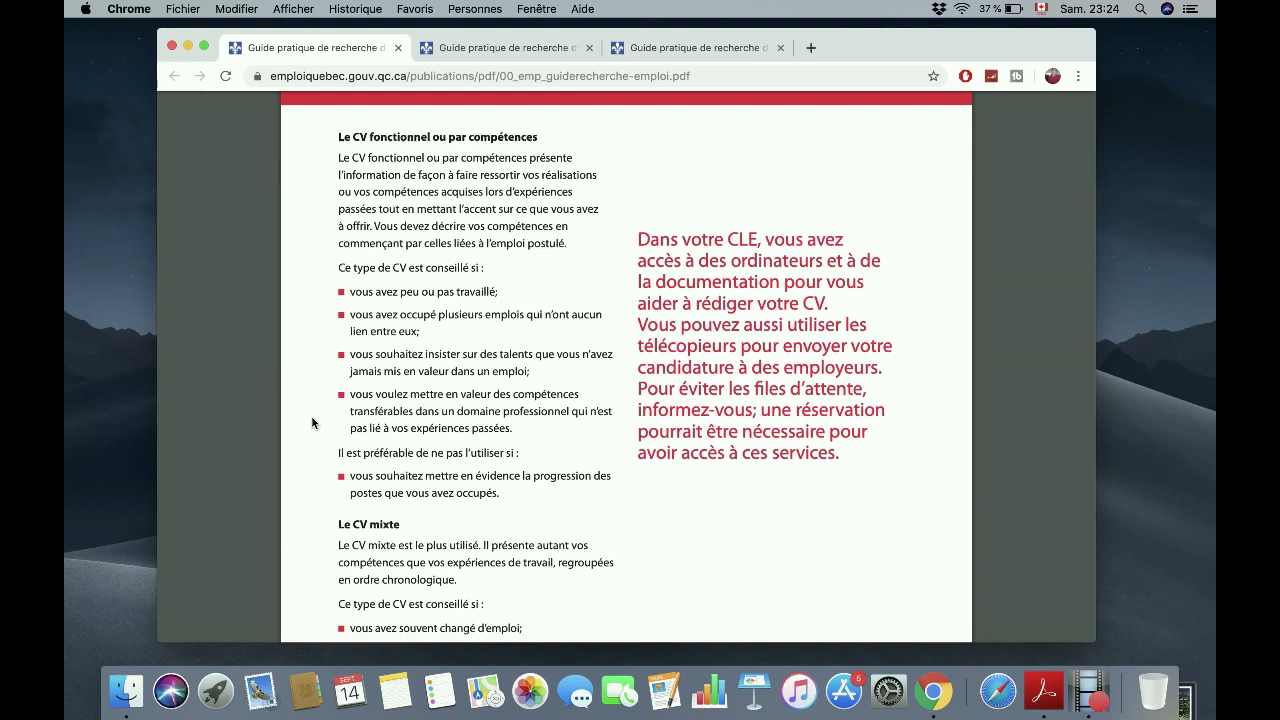 Chrome Fichier Modifier Afficher Historique Favoris Personnes Fenêtre Aide 37 % Sam. 23:24
Guide pratique de recherche d Guide pratique de recherche d Guide pratique de recherche d
emploiquebec.gouv.qc.ca/publications/pdf/00_emp_guiderecherche-emploi.pdf
Le CV fonctionnel ou par compétences
Le CV fonctionnel ou par compétences présente
l'information de façon à faire ressortir vos réalisations
ou vos compétences acquises lors d'expériences
passées tout en mettant l'accent sur ce que vous avez
à offrir. Vous devez décrire vos compétences en
commençant par celles liées à l'emploi postulé.
Ce type de CV est conseillé si :
vous avez peu ou pas travaillé;
vous avez occupé plusieurs emplois qui n'ont aucun
lien entre eux;
vous souhaitez insister sur des talents que vous n'avez
jamais mis en valeur dans un emploi;
vous voulez mettre en valeur des compétences
transférables dans un domaine professionnel qui n'est
pas lié à vos expériences passées.
Il est préférable de ne pas l'utiliser si :
vous souhaitez mettre en évidence la progression des
postes que vous avez occupés.
Le CV mixte
Le CV mixte est le plus utilisé. Il présente autant vos
compétences que vos expériences de travail, regroupées
en ordre chronologique.
Ce type de CV est conseillé si :
vous avez souvent changé d'emploi;
Dans votre CLE, vous avez
accès à des ordinateurs et à de
la documentation pour vous
aider à rédiger votre CV.
Vous pouvez aussi utiliser les
télécopieurs pour envoyer votre
candidature à des employeurs.
Pour éviter les files d'attente,
informez-vous; une réservation
pourrait être nécessaire pour
avoir accès à ces services.
SEPT.
14
5